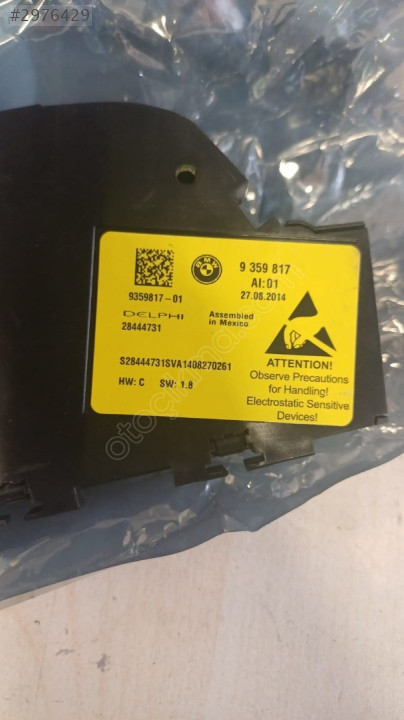 #2976429
BMW
9 359 817
AI:01
27.08.2014
9359817-01
DELPHI
28444731
Assembled
in Mexico
S28444731SVA1408270261
HW: C SW: 1.8
ATTENTION!
Observe Precautions
for Handling!
Electrostatic Sensitive
Devices!